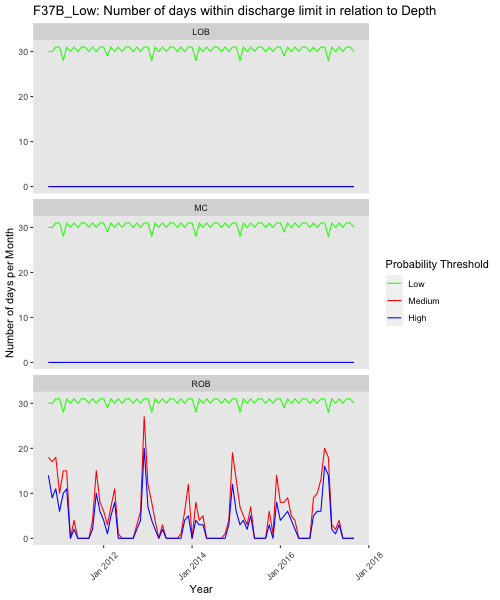 F37B_Low: Number of days within discharge limit in relation to Depth
LOB
30
20
10
0
MC
30
20
10
0
ROB
30
20
10
0
Number of days per Month
Jan 2012
Jan 2014
Jan 2016
Jan 2018
Year
Probability Threshold
Low
Medium
High